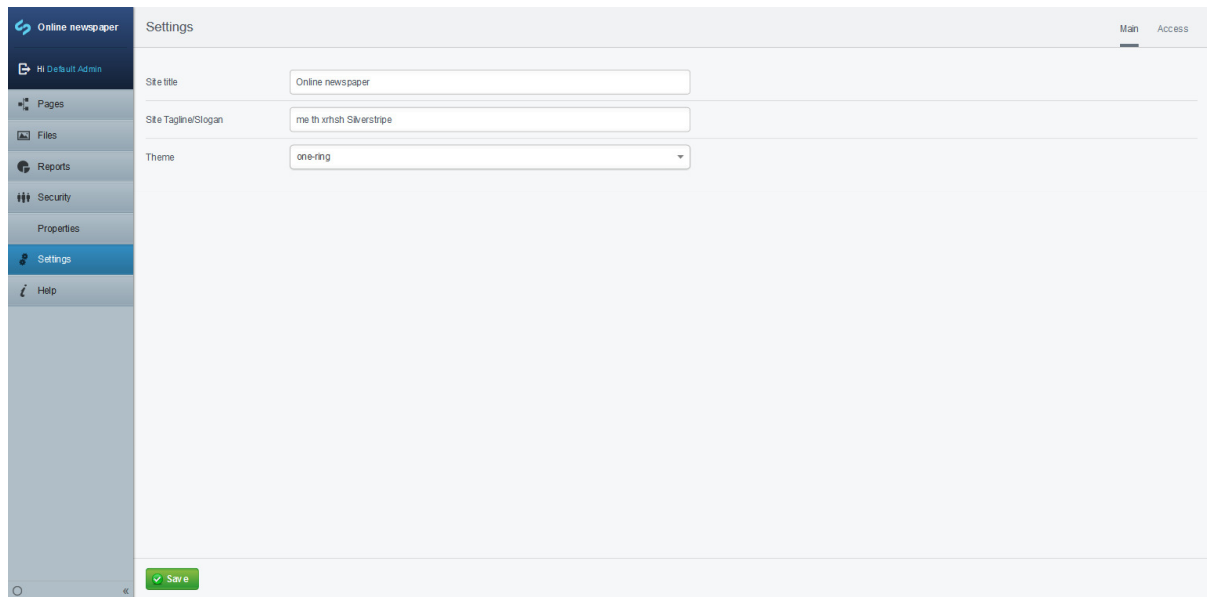 Online newspaper
Settings
Main Access
Hi Default Admin
Site title Online newspaper
Pages
Site Tagline/Slogan me th xrhsh Silverstripe
Files
Theme one-ring
Reports
Security
Properties
Settings
Help
Save
«